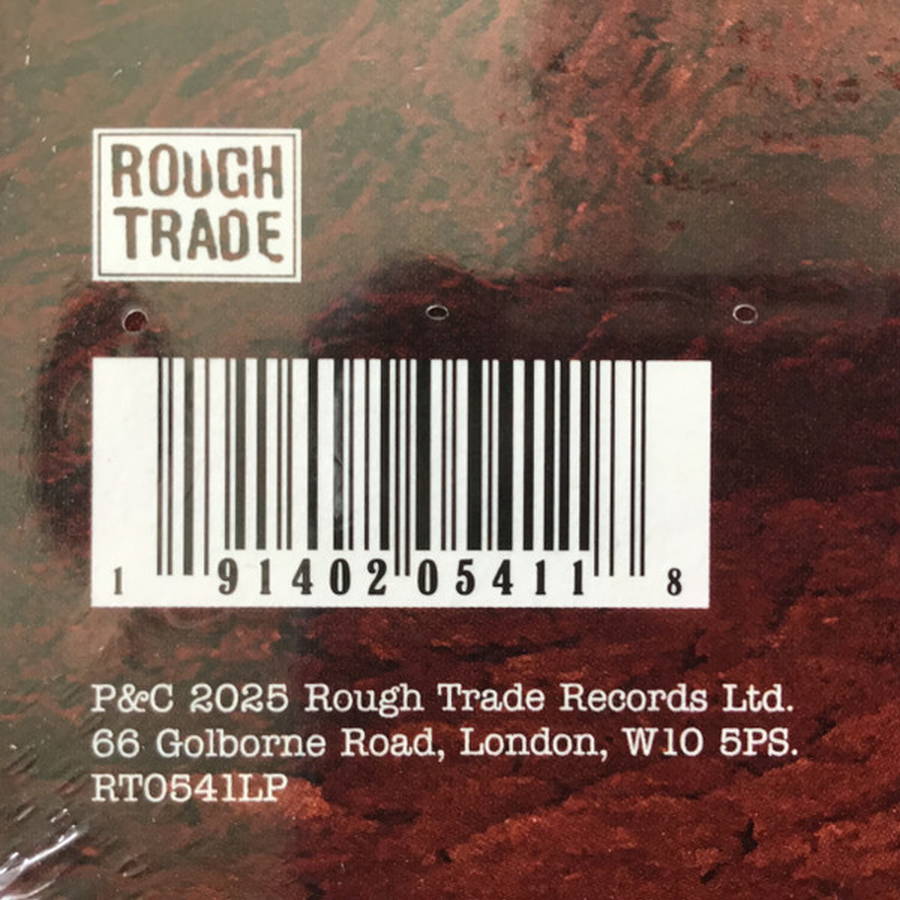 ROUGH
TRADE
1 91402 05411 8
P&C 2025 Rough Trade Records Ltd.
66 Golborne Road, London, W10 5PS.
RT0541LP